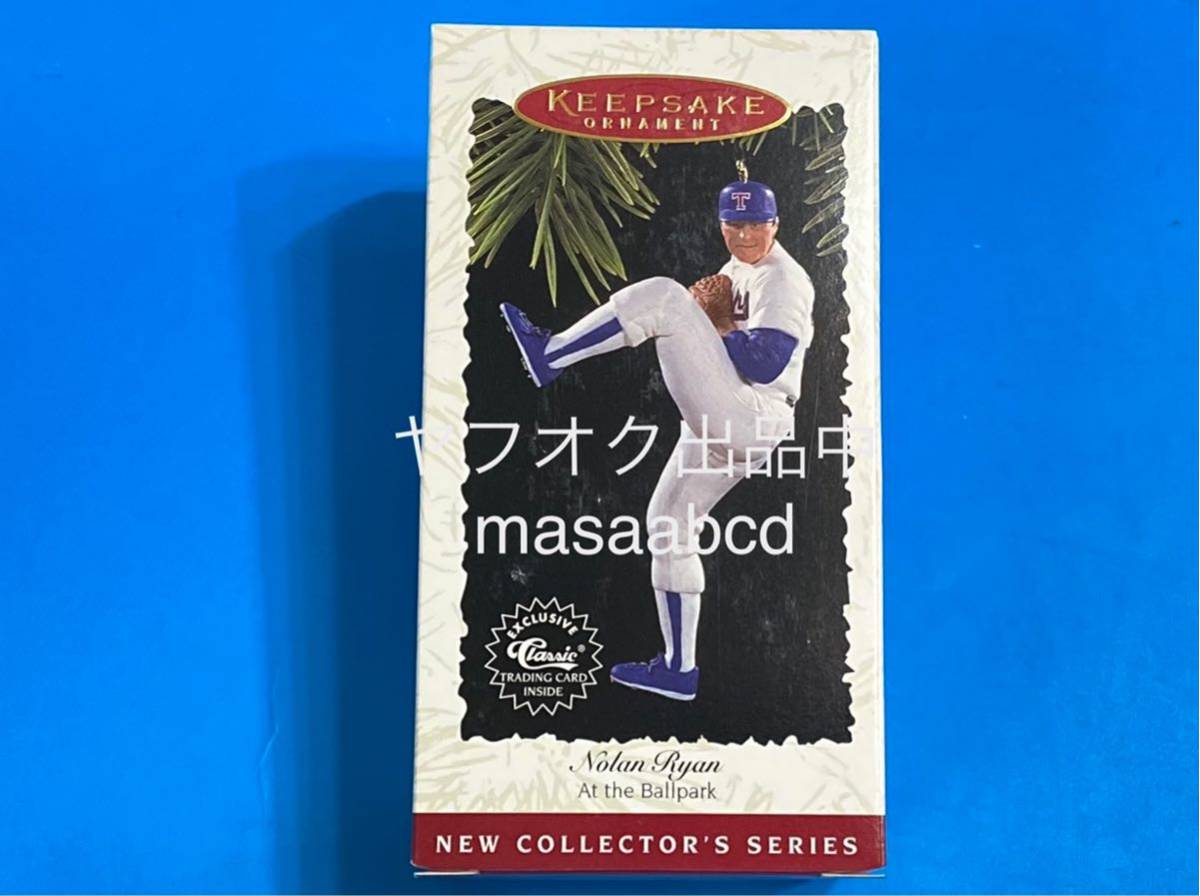 KEEPSAKE
ORNAMENT
T
ヤフオク出品中
masaabcd
EXCLUSIVE
Classic®
TRADING CARD
INSIDE
Nolan Ryan
At the Ballpark
NEW COLLECTOR'S SERIES